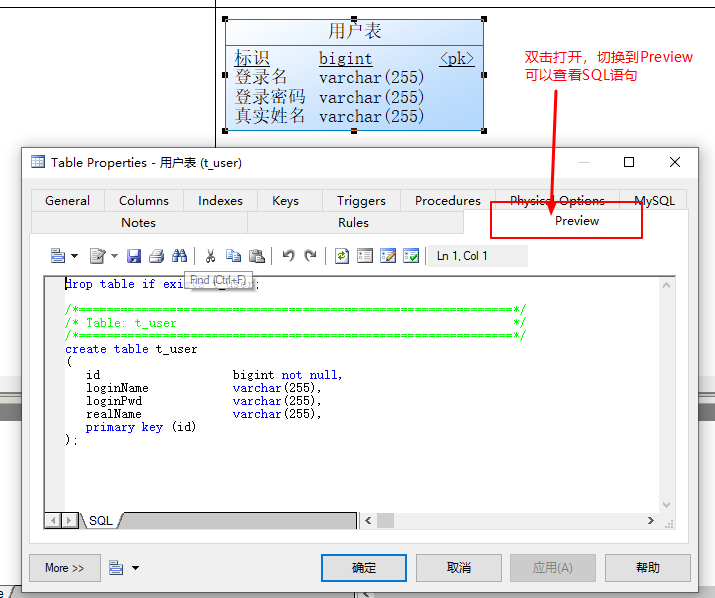 用户表
标识 bigint <pk>
登录名 varchar(255)
登录密码 varchar(255)
真实姓名 varchar(255)
双击打开，切换到Preview
可以查看SQL语句
Table Properties - 用户表 (t_user)
General Columns Indexes Keys Triggers Procedures Physical Options MySQL
Notes Rules Preview
Ln 1, Col 1
Find (Ctrl+F)
drop table if exi
/*==============================================================*/
/* Table: t_user */
/*==============================================================*/
create table t_user
(
id bigint not null,
loginName varchar(255),
loginPwd varchar(255),
realName varchar(255),
primary key (id)
);
SQL
More >> 确定 取消 应用(A) 帮助